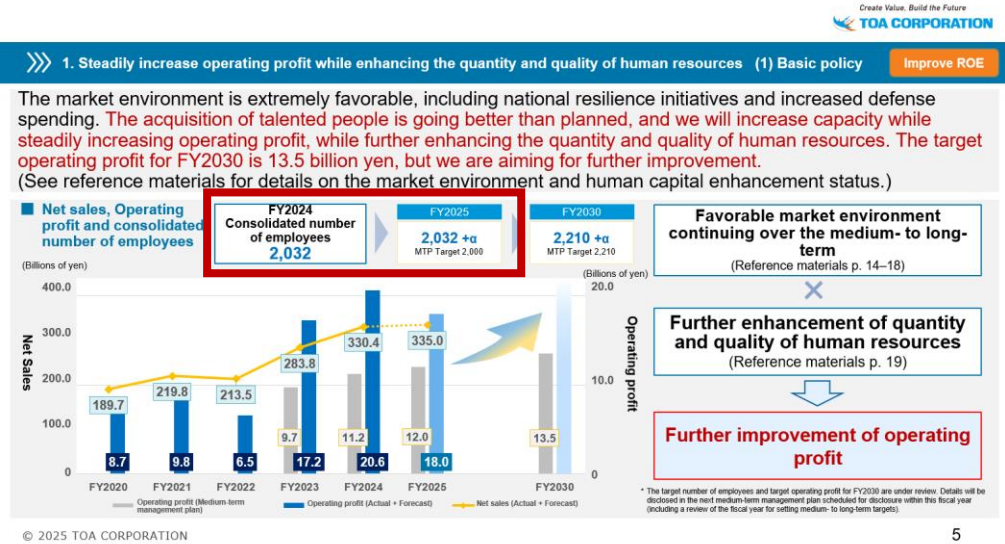 Create Value, Build the Future
TOA CORPORATION
1. Steadily increase operating profit while enhancing the quantity and quality of human resources (1) Basic policy
Improve ROE
The market environment is extremely favorable, including national resilience initiatives and increased defense
spending. The acquisition of talented people is going better than planned, and we will increase capacity while
steadily increasing operating profit, while further enhancing the quantity and quality of human resources. The target
operating profit for FY2030 is 13.5 billion yen, but we are aiming for further improvement.
(See reference materials for details on the market environment and human capital enhancement status.)
Net sales, Operating
profit and consolidated
number of employees
FY2024
Consolidated number
of employees
2,032
FY2025
2,032 +α
MTP Target 2,000
FY2030
2,210 +α
MTP Target 2,210
(Billions of yen)
(Billions of yen)
400.0
300.0
200.0
100.0
0
Net Sales
20.0
10.0
0
Operating profit
189.7
219.8
213.5
283.8
330.4
335.0
9.7
11.2
12.0
13.5
8.7
9.8
6.5
17.2
20.6
18.0
FY2020
FY2021
FY2022
FY2023
FY2024
FY2025
FY2030
Operating profit (Medium-term
management plan)
Operating profit (Actual + Forecast)
Net sales (Actual + Forecast)
Favorable market environment
continuing over the medium- to long-
term
(Reference materials p. 14–18)
Further enhancement of quantity
and quality of human resources
(Reference materials p. 19)
Further improvement of operating
profit
* The target number of employees and target operating profit for FY2030 are under review. Details will be
disclosed in the next medium-term management plan scheduled for disclosure within this fiscal year
(including a review of the fiscal year for setting medium- to long-term targets).
© 2025 TOA CORPORATION
5